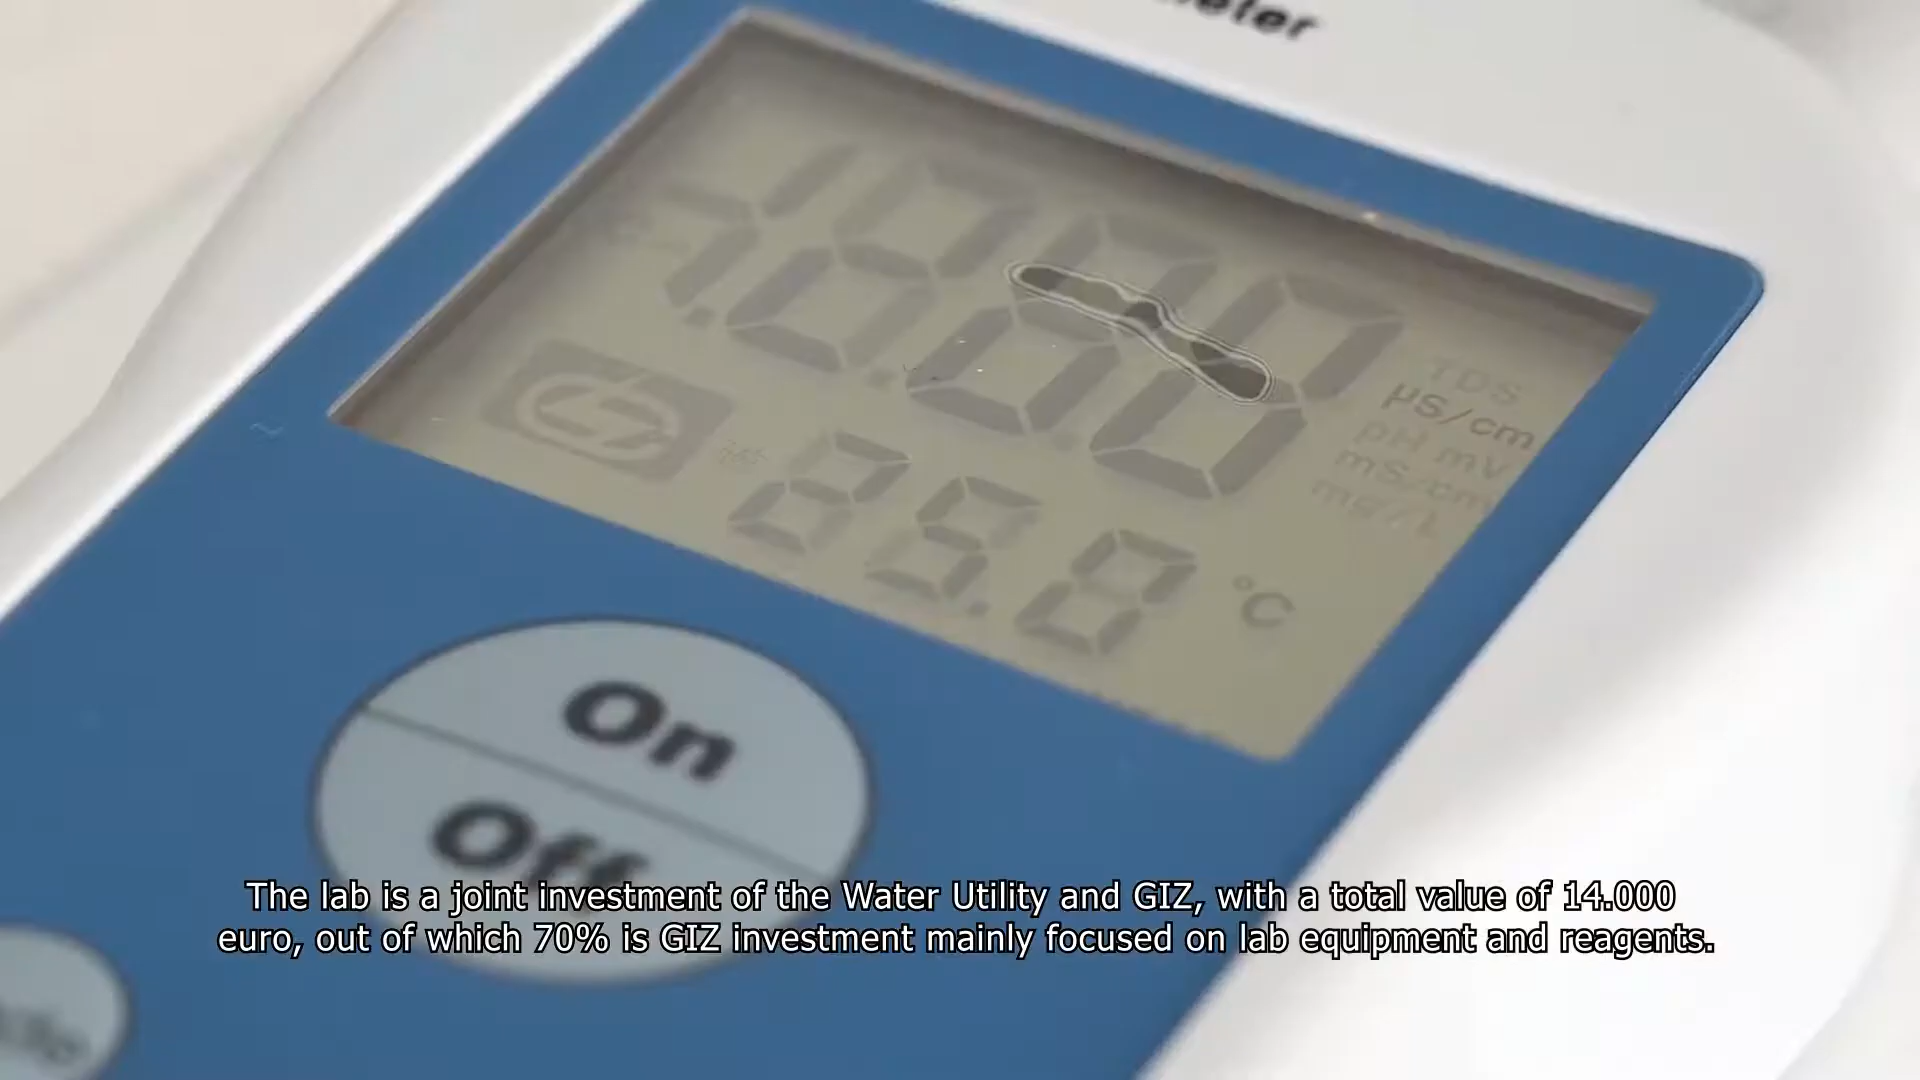 TDS
µS/cm
pH mV
mS/cm
mg/L
°C
On
Off
The lab is a joint investment of the Water Utility and GIZ, with a total value of 14.000
euro, out of which 70% is GIZ investment mainly focused on lab equipment and reagents.